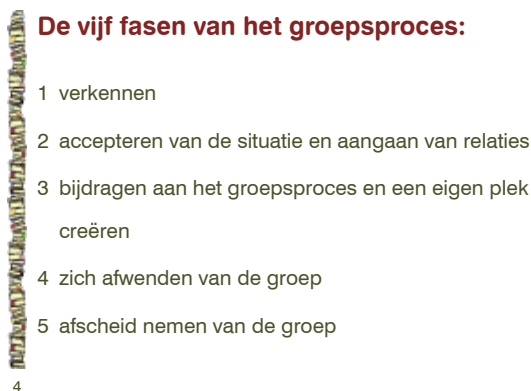 De vijf fasen van het groepsproces:
1 verkennen
2 accepteren van de situatie en aangaan van relaties
3 bijdragen aan het groepsproces en een eigen plek
creëren
4 zich afwenden van de groep
5 afscheid nemen van de groep
4